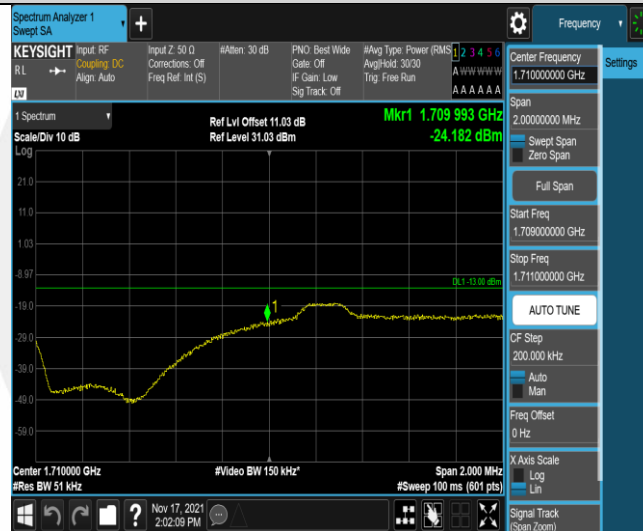 Spectrum Analyzer 1
Swept SA
+
Frequency
KEYSIGHT
RL
LXI
Input: RF
Coupling: DC
Align: Auto
Input Z: 50 Ω
Corrections: Off
Freq Ref: Int (S)
#Atten: 30 dB
PNO: Best Wide
Gate: Off
IF Gain: Low
Sig Track: Off
#Avg Type: Power (RMS
Avg|Hold: 30/30
Trig: Free Run
1 2 3 4 5 6
A W W W W W
A A A A A A
Center Frequency
1.710000000 GHz
Settings
Span
2.00000000 MHz
Swept Span
Zero Span
Full Span
Start Freq
1.709000000 GHz
Stop Freq
1.711000000 GHz
AUTO TUNE
CF Step
200.000 kHz
Auto
Man
Freq Offset
0 Hz
X Axis Scale
Log
Lin
Signal Track
(Span Zoom)
1 Spectrum
Scale/Div 10 dB
Log
Ref Lvl Offset 11.03 dB
Ref Level 31.03 dBm
Mkr1 1.709 993 GHz
-24.182 dBm
21.0
11.0
1.03
-8.97
DL1 -13.00 dBm
-19.0
1
-29.0
-39.0
-49.0
-59.0
Center 1.710000 GHz
#Video BW 150 kHz*
Span 2.000 MHz
#Res BW 51 kHz
#Sweep 100 ms (601 pts)
?
Nov 17, 2021
2:02:09 PM